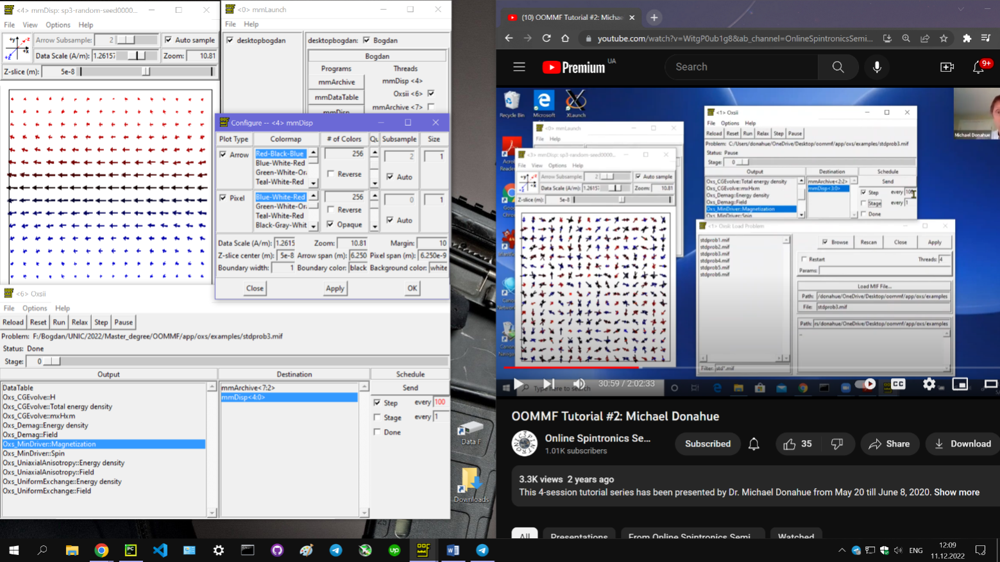 <4> mmDisp: sp3-random-seed0000...
File View Options Help
+y -z +x
Arrow Subsample: 2 Auto sample
Data Scale (A/m): 1.2615 Zoom: 10.81
Z-slice (m): 5e-8
<0> mmLaunch
File Help
desktopbogdan
desktopbogdan: Bogdan
Bogdan
Programs Threads
mmArchive mmDisp <4>
mmDataTable Oxsii <6>
mmDisp mmArchive <7>
Configure -- <4> mmDisp
Plot Type Colormap # of Colors Qu Subsample Size
Arrow
Red-Black-Blue
Blue-White-Red
Green-White-Or
Teal-White-Red
256
Reverse
2
Auto
1
Pixel
Blue-White-Red
Green-White-Or
Teal-White-Red
Black-Gray-Whit
256
Reverse
Opaque
0
Auto
1
Data Scale (A/m): 1.2615 Zoom: 10.81 Margin: 10
Z-slice center (m): 5e-8 Arrow span (m): 6.250 Pixel span (m): 6.250e-9
Boundary width: 1 Boundary color: black Background color: white
Close Apply OK
<6> Oxsii
File Options Help
Reload Reset Run Relax Step Pause
Problem: F:/Bogdan/UNIC/2022/Master_degree/OOMMF/app/oxs/examples/stdprob3.mif
Status: Done
Stage: 0
Output Destination Schedule
DataTable
Oxs_CGEvolve::H
Oxs_CGEvolve::Total energy density
Oxs_CGEvolve::mxHxm
Oxs_Demag::Energy density
Oxs_Demag::Field
Oxs_MinDriver::Magnetization
Oxs_MinDriver::Spin
Oxs_UniaxialAnisotropy::Energy density
Oxs_UniaxialAnisotropy::Field
Oxs_UniformExchange::Energy density
Oxs_UniformExchange::Field
mmArchive<7:2>
mmDisp<4:0>
Send
Step every 100
Stage every 1
Done
Data F
Downloads
(10) OOMMF Tutorial #2: Micha
youtube.com/watch?v=WitgP0ub1g8&ab_channel=OnlineSpintronicsSemi...
Premium UA
Search
9+
Recycle Bin
Microsoft
XLaunch
<0> mmLaunch
File Help
<3> mmDisp: sp3-random-seed0000...
File View Options Help
Arrow Subsample: 2 Auto sample
Data Scale (A/m): 1.2615 Zoom: 10.81
Z-slice (m): 5e-8
<1> Oxsii
File Options Help
Reload Reset Run Relax Step Pause
Problem: C:/Users/donahue/OneDrive/Desktop/oommf/app/oxs/examples/stdprob3.mif
Status: Pause
Stage: 0
Output Destination Schedule
Oxs_CGEvolve::Total energy density
Oxs_CGEvolve::mxHxm
Oxs_Demag::Energy density
Oxs_Demag::Field
Oxs_MinDriver::Magnetization
Oxs_MinDriver::Spin
mmArchive<2:2>
mmDisp<3:0>
Send
Step every 100
Stage every 1
Done
Michael Donahue
<1> Oxsii: Load Problem
stdprob1.mif
stdprob2.mif
stdprob3.mif
stdprob4.mif
stdprob5.mif
stdprob6.mif
Filter: std*.mif
Browse Rescan Close Apply
Restart Threads: 4
Params:
Load MIF File...
Path: /donahue/OneDrive/Desktop/oommf/app/oxs/examples
File: stdprob3.mif
Path: rs/donahue/OneDrive/Desktop/oommf/app/oxs/examples
..
Type here to search
30:59 / 2:02:33
CC
OOMMF Tutorial #2: Michael Donahue
Online Spintronics Se...
1.01K subscribers
Subscribed
35
Share
Download
3.3K views 2 years ago
This 4-session tutorial series has been presented by Dr. Michael Donahue from May 20 till June 8, 2020. Show more
All Presentations From Online Spintronics Semi... Watched
ENG
12:09
11.12.2022